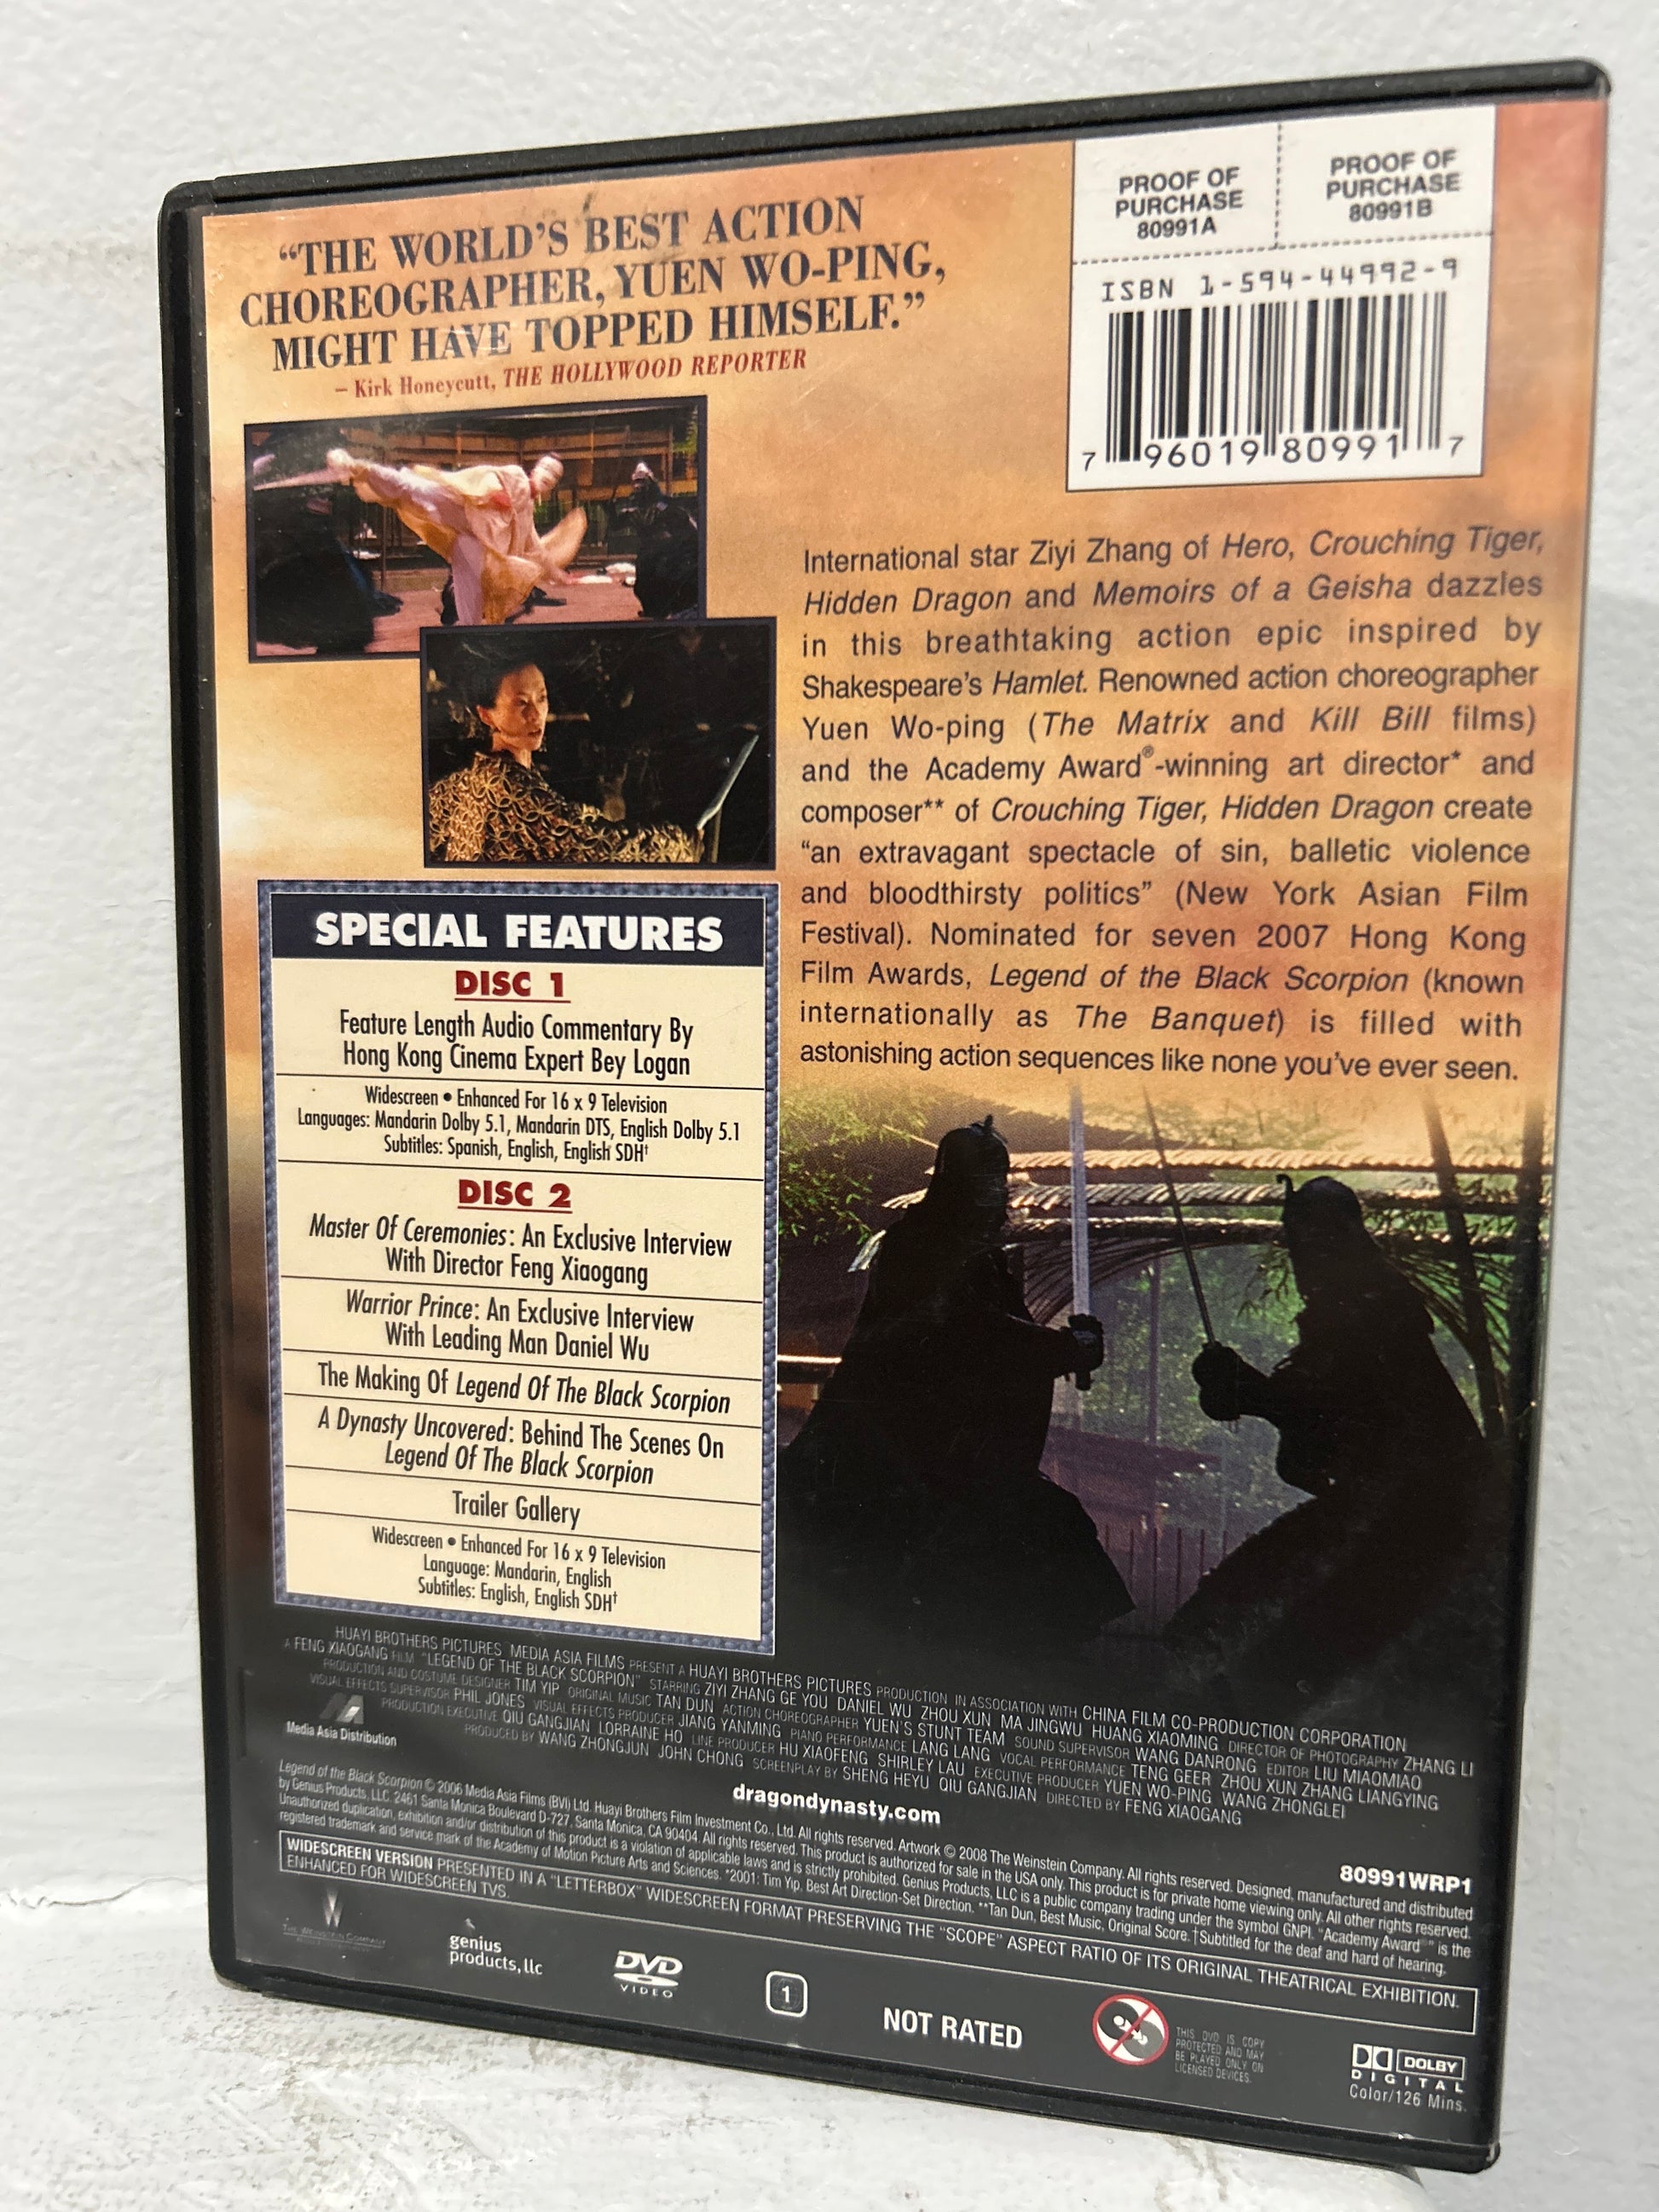 “THE WORLD’S BEST ACTION
CHOREOGRAPHER, YUEN WO-PING,
MIGHT HAVE TOPPED HIMSELF.”
– Kirk Honeycutt, THE HOLLYWOOD REPORTER
PROOF OF
PURCHASE
80991A
PROOF OF
PURCHASE
80991B
ISBN 1-594-44992-9
7 96019 80991 7
International star Ziyi Zhang of Hero, Crouching Tiger,
Hidden Dragon and Memoirs of a Geisha dazzles
in this breathtaking action epic inspired by
Shakespeare’s Hamlet. Renowned action choreographer
Yuen Wo-ping (The Matrix and Kill Bill films)
and the Academy Award®-winning art director* and
composer** of Crouching Tiger, Hidden Dragon create
“an extravagant spectacle of sin, balletic violence
and bloodthirsty politics” (New York Asian Film
Festival). Nominated for seven 2007 Hong Kong
Film Awards, Legend of the Black Scorpion (known
internationally as The Banquet) is filled with
astonishing action sequences like none you’ve ever seen.
SPECIAL FEATURES
DISC 1
Feature Length Audio Commentary By
Hong Kong Cinema Expert Bey Logan
Widescreen • Enhanced For 16 x 9 Television
Languages: Mandarin Dolby 5.1, Mandarin DTS, English Dolby 5.1
Subtitles: Spanish, English, English SDH†
DISC 2
Master Of Ceremonies: An Exclusive Interview
With Director Feng Xiaogang
Warrior Prince: An Exclusive Interview
With Leading Man Daniel Wu
The Making Of Legend Of The Black Scorpion
A Dynasty Uncovered: Behind The Scenes On
Legend Of The Black Scorpion
Trailer Gallery
Widescreen • Enhanced For 16 x 9 Television
Language: Mandarin, English
Subtitles: English, English SDH†
HUAYI BROTHERS PICTURES MEDIA ASIA FILMS PRESENT A HUAYI BROTHERS PICTURES PRODUCTION IN ASSOCIATION WITH CHINA FILM CO-PRODUCTION CORPORATION
A FENG XIAOGANG FILM “LEGEND OF THE BLACK SCORPION” STARRING ZIYI ZHANG GE YOU DANIEL WU ZHOU XUN MA JINGWU HUANG XIAOMING DIRECTOR OF PHOTOGRAPHY ZHANG LI
PRODUCTION AND COSTUME DESIGNER TIM YIP ORIGINAL MUSIC TAN DUN ACTION CHOREOGRAPHER YUEN’S STUNT TEAM SOUND SUPERVISOR WANG DANRONG EDITOR LIU MIAOMIAO
VISUAL EFFECTS SUPERVISOR PHIL JONES VISUAL EFFECTS PRODUCER JIANG YANMING PIANO PERFORMANCE LANG LANG VOCAL PERFORMANCE TENG GEER ZHOU XUN ZHANG LIANGYING
PRODUCTION EXECUTIVE QIU GANGJIAN LORRAINE HO LINE PRODUCER HU XIAOFENG SHIRLEY LAU EXECUTIVE PRODUCER YUEN WO-PING WANG ZHONGLEI
PRODUCED BY WANG ZHONGJUN JOHN CHONG SCREENPLAY BY SHENG HEYU QIU GANGJIAN DIRECTED BY FENG XIAOGANG
Media Asia Distribution
dragondynasty.com
80991WRP1
Legend of the Black Scorpion © 2006 Media Asia Films (BVI) Ltd. Huayi Brothers Film Investment Co., Ltd. All rights reserved. Artwork © 2008 The Weinstein Company. All rights reserved. Designed, manufactured and distributed
by Genius Products, LLC. 2461 Santa Monica Boulevard D-727, Santa Monica, CA 90404. All rights reserved. This product is authorized for sale in the USA only. This product is for private home viewing only. All other rights reserved.
Unauthorized duplication, exhibition and/or distribution of this product is a violation of applicable laws and is strictly prohibited. Genius Products, LLC is a public company trading under the symbol GNPI. “Academy Award®” is the
registered trademark and service mark of the Academy of Motion Picture Arts and Sciences. *2001: Tim Yip, Best Art Direction-Set Direction. **Tan Dun, Best Music, Original Score. †Subtitled for the deaf and hard of hearing.
WIDESCREEN VERSION PRESENTED IN A “LETTERBOX” WIDESCREEN FORMAT PRESERVING THE “SCOPE” ASPECT RATIO OF ITS ORIGINAL THEATRICAL EXHIBITION.
ENHANCED FOR WIDESCREEN TVS.
THE WEINSTEIN COMPANY
genius
products, llc
DVD
VIDEO
1
NOT RATED
THIS DVD IS COPY
PROTECTED AND MAY
BE PLAYED ONLY ON
LICENSED DEVICES.
DOLBY
DIGITAL
Color/126 Mins.